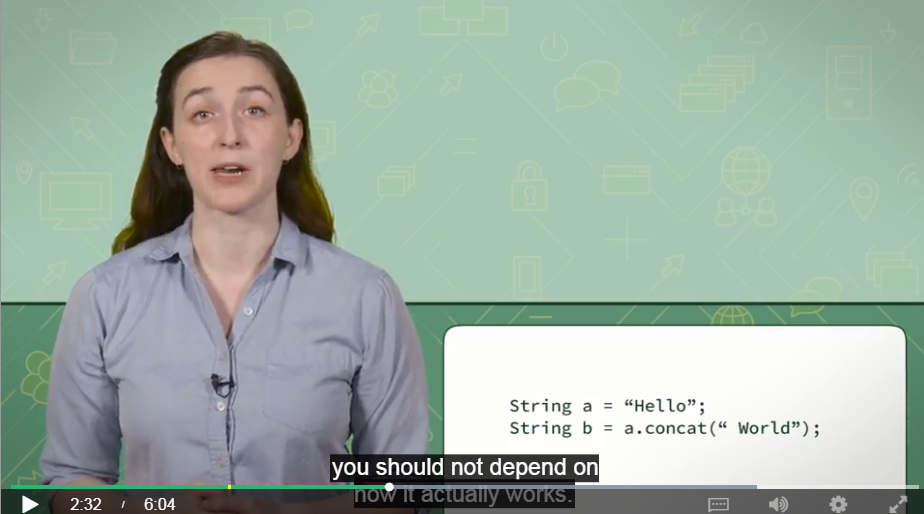 String a = “Hello”;
String b = a.concat(“ World”);
you should not depend on
how it actually works.
2:32 / 6:04